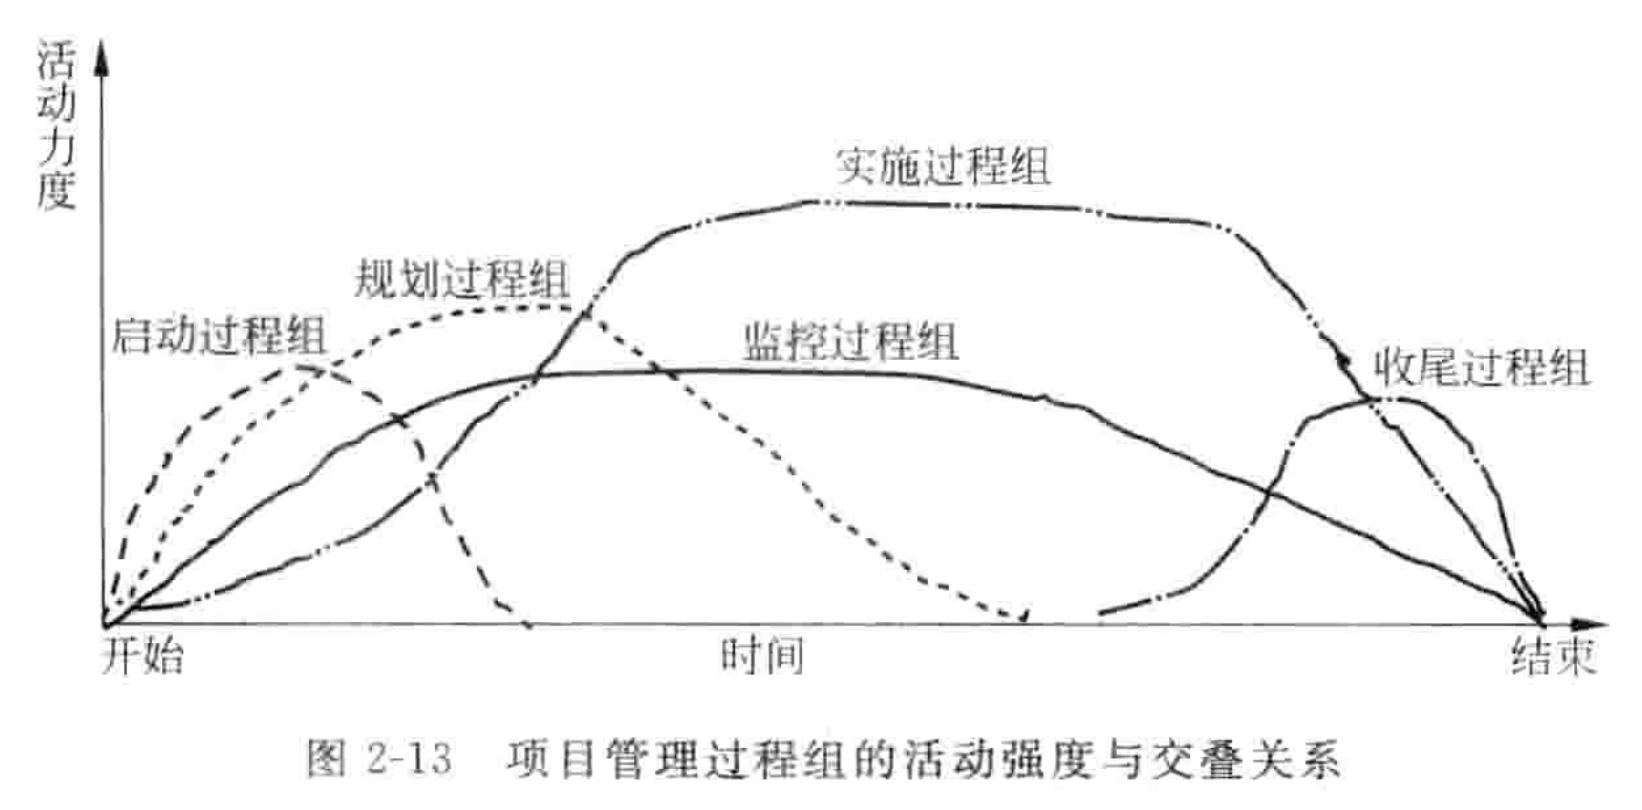 活动力度
实施过程组
规划过程组
启动过程组
监控过程组
收尾过程组
开始
时间
结束
图 2-13 项目管理过程组的活动强度与交叠关系